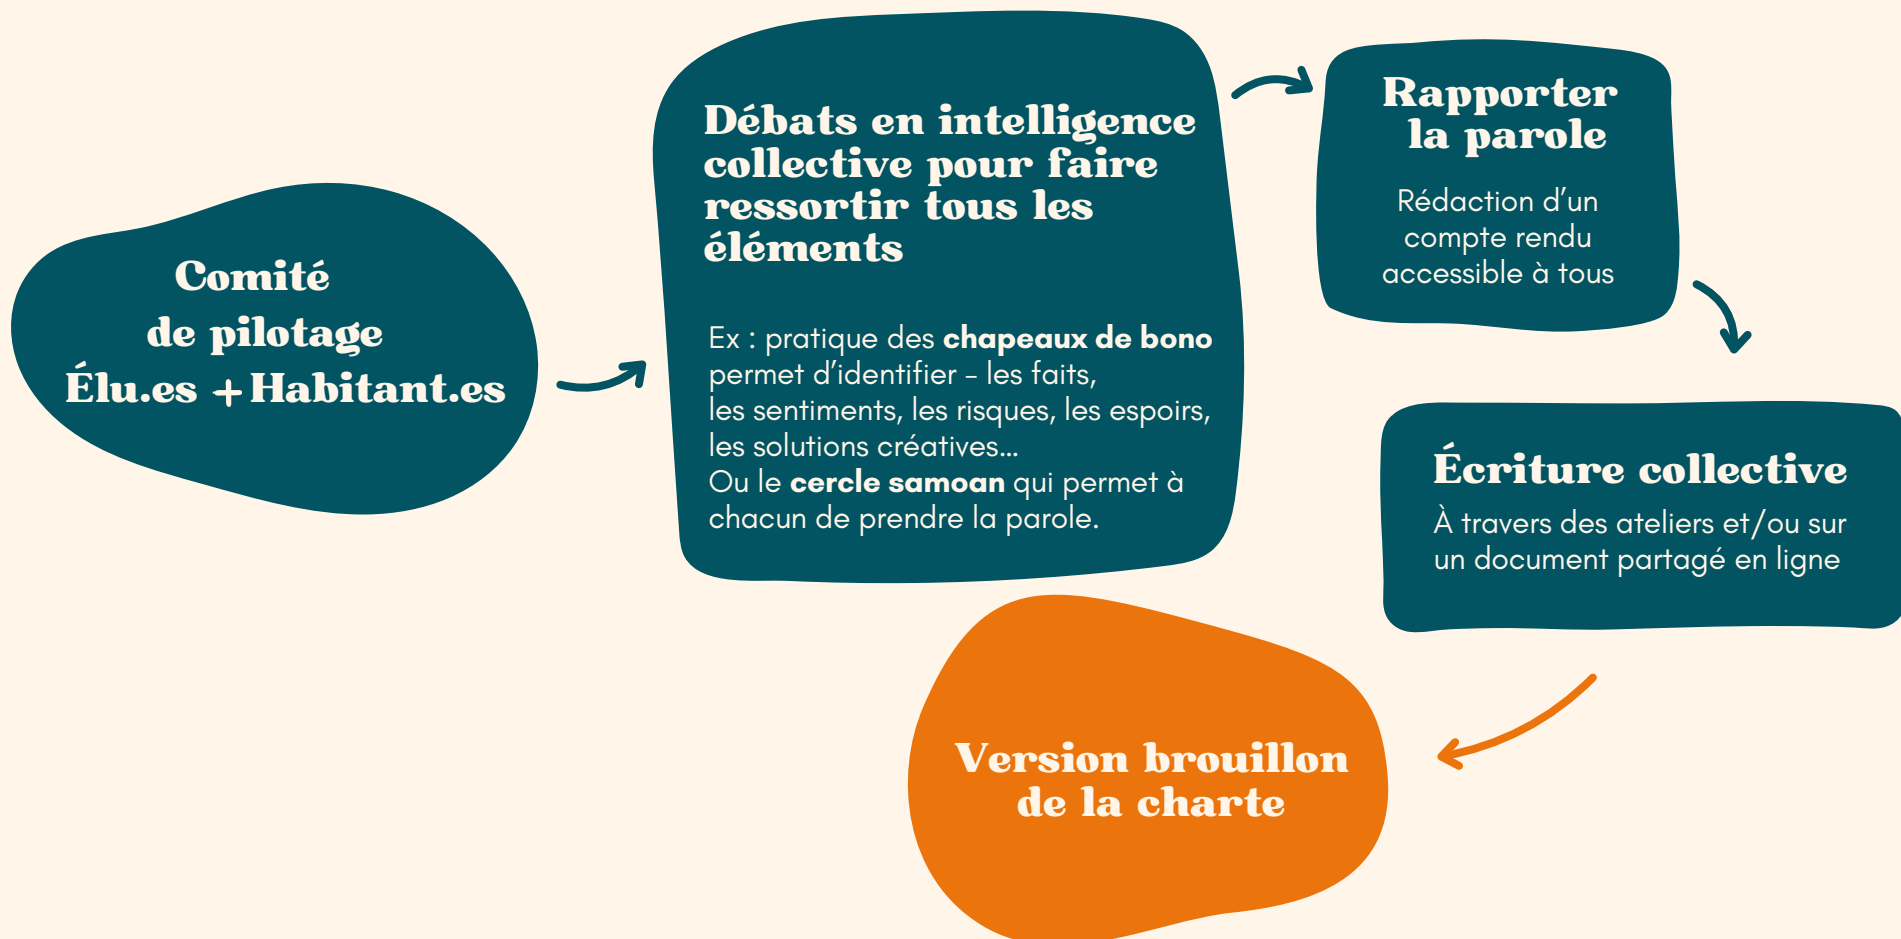 Comité
de pilotage
Élu.es + Habitant.es
Débats en intelligence
collective pour faire
ressortir tous les
éléments
Ex : pratique des chapeaux de bono
permet d'identifier - les faits,
les sentiments, les risques, les espoirs,
les solutions créatives...
Ou le cercle samoan qui permet à
chacun de prendre la parole.
Rapporter
la parole
Rédaction d'un
compte rendu
accessible à tous
Écriture collective
À travers des ateliers et/ou sur
un document partagé en ligne
Version brouillon
de la charte